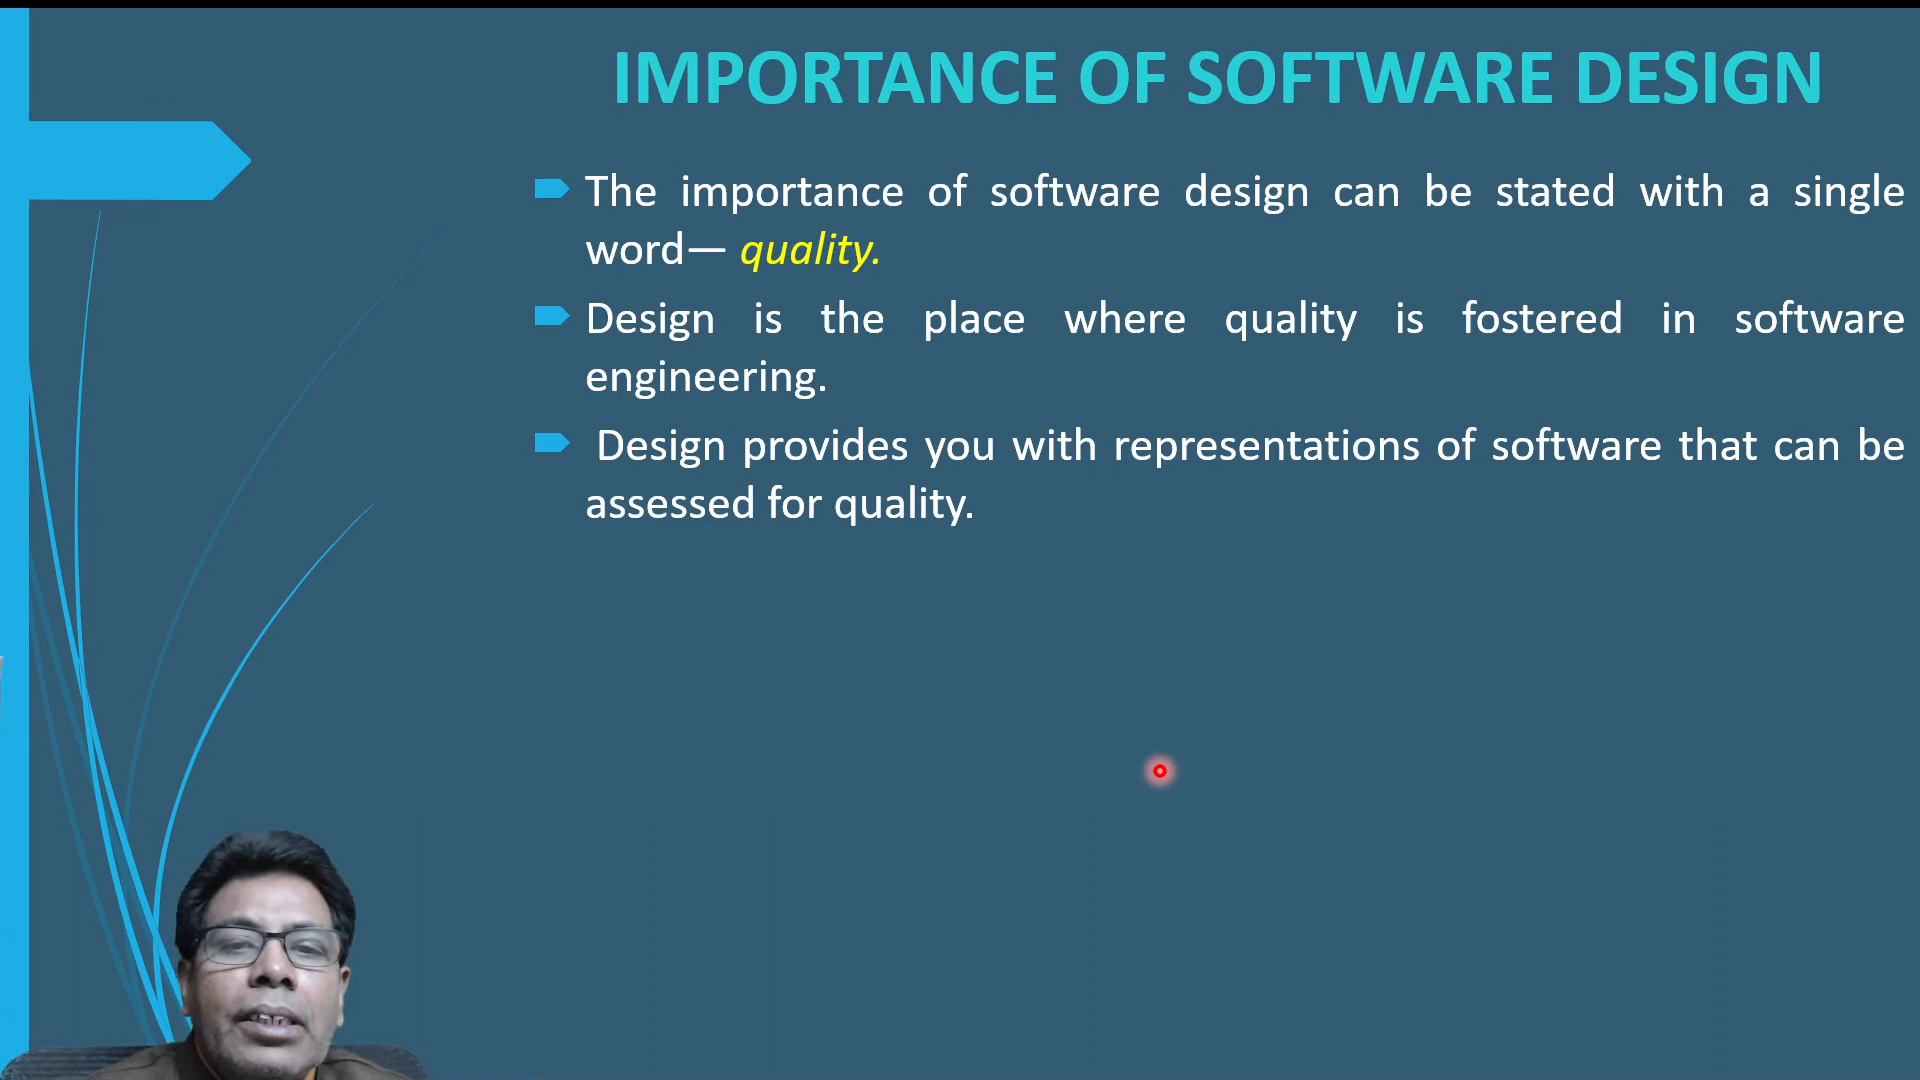 IMPORTANCE OF SOFTWARE DESIGN
The importance of software design can be stated with a single
word— quality.
Design is the place where quality is fostered in software
engineering.
Design provides you with representations of software that can be
assessed for quality.